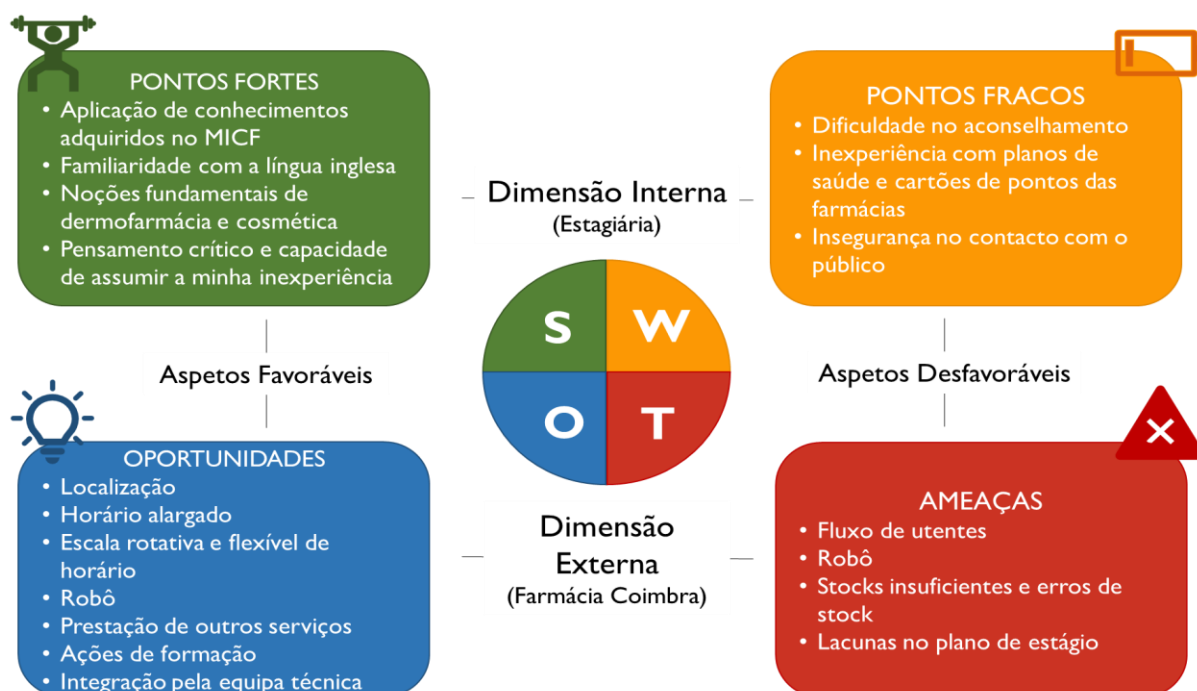 PONTOS FORTES
• Aplicação de conhecimentos
adquiridos no MICF
• Familiaridade com a língua inglesa
• Noções fundamentais de
dermofarmácia e cosmética
• Pensamento crítico e capacidade
de assumir a minha inexperiência
PONTOS FRACOS
• Dificuldade no aconselhamento
• Inexperiência com planos de
saúde e cartões de pontos das
farmácias
• Insegurança no contacto com o
público
Dimensão Interna
(Estagiária)
S
W
O
T
Aspetos Favoráveis
Aspetos Desfavoráveis
OPORTUNIDADES
• Localização
• Horário alargado
• Escala rotativa e flexível de
horário
• Robô
• Prestação de outros serviços
• Ações de formação
• Integração pela equipa técnica
Dimensão
Externa
(Farmácia Coimbra)
AMEAÇAS
• Fluxo de utentes
• Robô
• Stocks insuficientes e erros de
stock
• Lacunas no plano de estágio